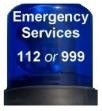 Emergency
Services
112 or 999